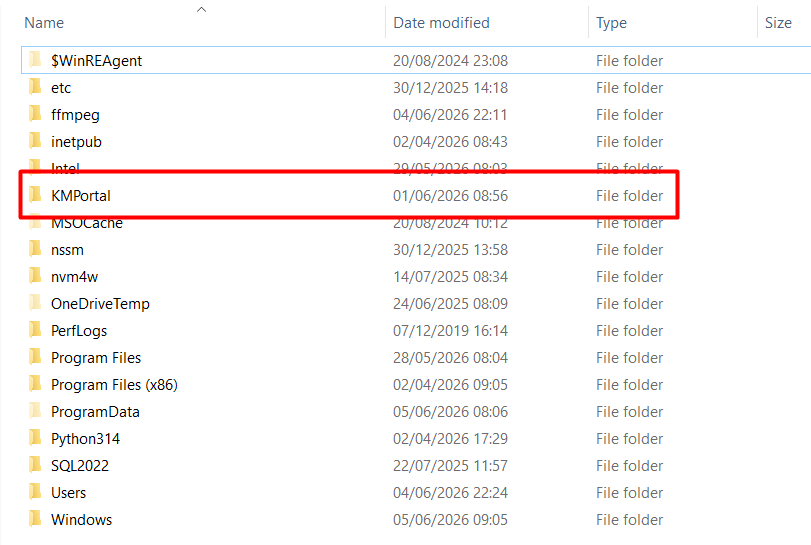 Name Date modified Type Size
$WinREAgent 20/08/2024 23:08 File folder
etc 30/12/2025 14:18 File folder
ffmpeg 04/06/2026 22:11 File folder
inetpub 02/04/2026 08:43 File folder
Intel 29/05/2026 08:03 File folder
KMPortal 01/06/2026 08:56 File folder
MSOCache 20/08/2024 10:12 File folder
nssm 30/12/2025 13:58 File folder
nvm4w 14/07/2025 08:34 File folder
OneDriveTemp 24/06/2025 08:09 File folder
PerfLogs 07/12/2019 16:14 File folder
Program Files 28/05/2026 08:04 File folder
Program Files (x86) 02/04/2026 09:05 File folder
ProgramData 05/06/2026 08:06 File folder
Python314 02/04/2026 17:29 File folder
SQL2022 22/07/2025 11:57 File folder
Users 04/06/2026 22:24 File folder
Windows 05/06/2026 09:05 File folder